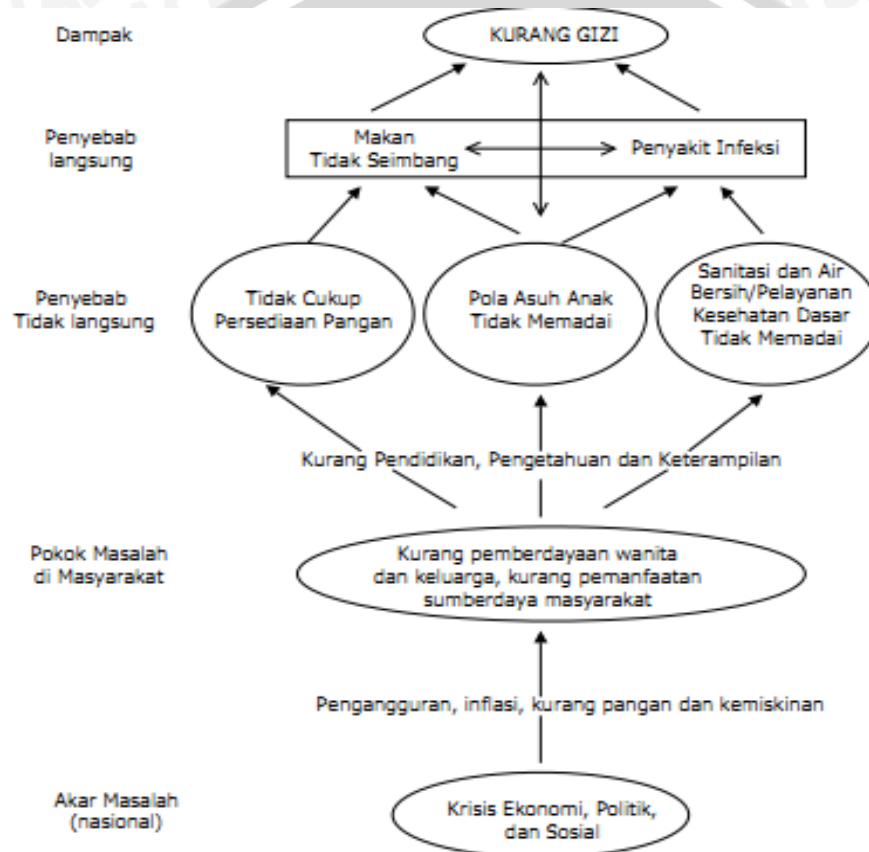 Dampak
KURANG GIZI
Penyebab
langsung
Makan
Tidak Seimbang
Penyakit Infeksi
Penyebab
Tidak langsung
Tidak Cukup
Persediaan Pangan
Pola Asuh Anak
Tidak Memadai
Sanitasi dan Air
Bersih/Pelayanan
Kesehatan Dasar
Tidak Memadai
Kurang Pendidikan, Pengetahuan dan Keterampilan
Pokok Masalah
di Masyarakat
Kurang pemberdayaan wanita
dan keluarga, kurang pemanfaatan
sumberdaya masyarakat
Pengangguran, inflasi, kurang pangan dan kemiskinan
Akar Masalah
(nasional)
Krisis Ekonomi, Politik,
dan Sosial